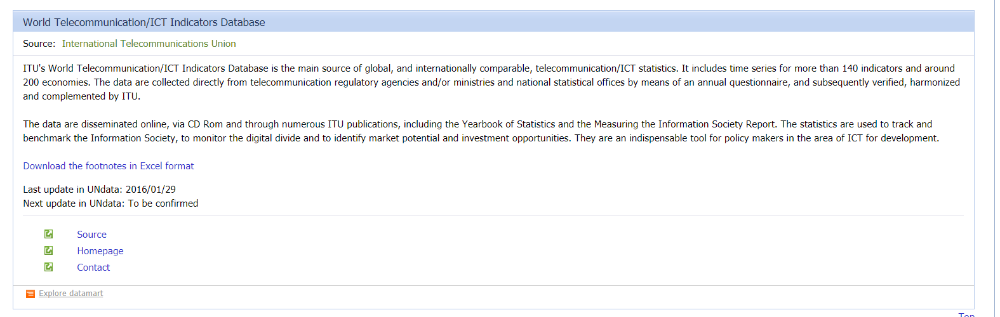 World Telecommunication/ICT Indicators Database
Source: International Telecommunications Union
ITU's World Telecommunication/ICT Indicators Database is the main source of global, and internationally comparable, telecommunication/ICT statistics. It includes time series for more than 140 indicators and around
200 economies. The data are collected directly from telecommunication regulatory agencies and/or ministries and national statistical offices by means of an annual questionnaire, and subsequently verified, harmonized
and complemented by ITU.
The data are disseminated online, via CD Rom and through numerous ITU publications, including the Yearbook of Statistics and the Measuring the Information Society Report. The statistics are used to track and
benchmark the Information Society, to monitor the digital divide and to identify market potential and investment opportunities. They are an indispensable tool for policy makers in the area of ICT for development.
Download the footnotes in Excel format
Last update in UNdata: 2016/01/29
Next update in UNdata: To be confirmed
Source
Homepage
Contact
Explore datamart
Top